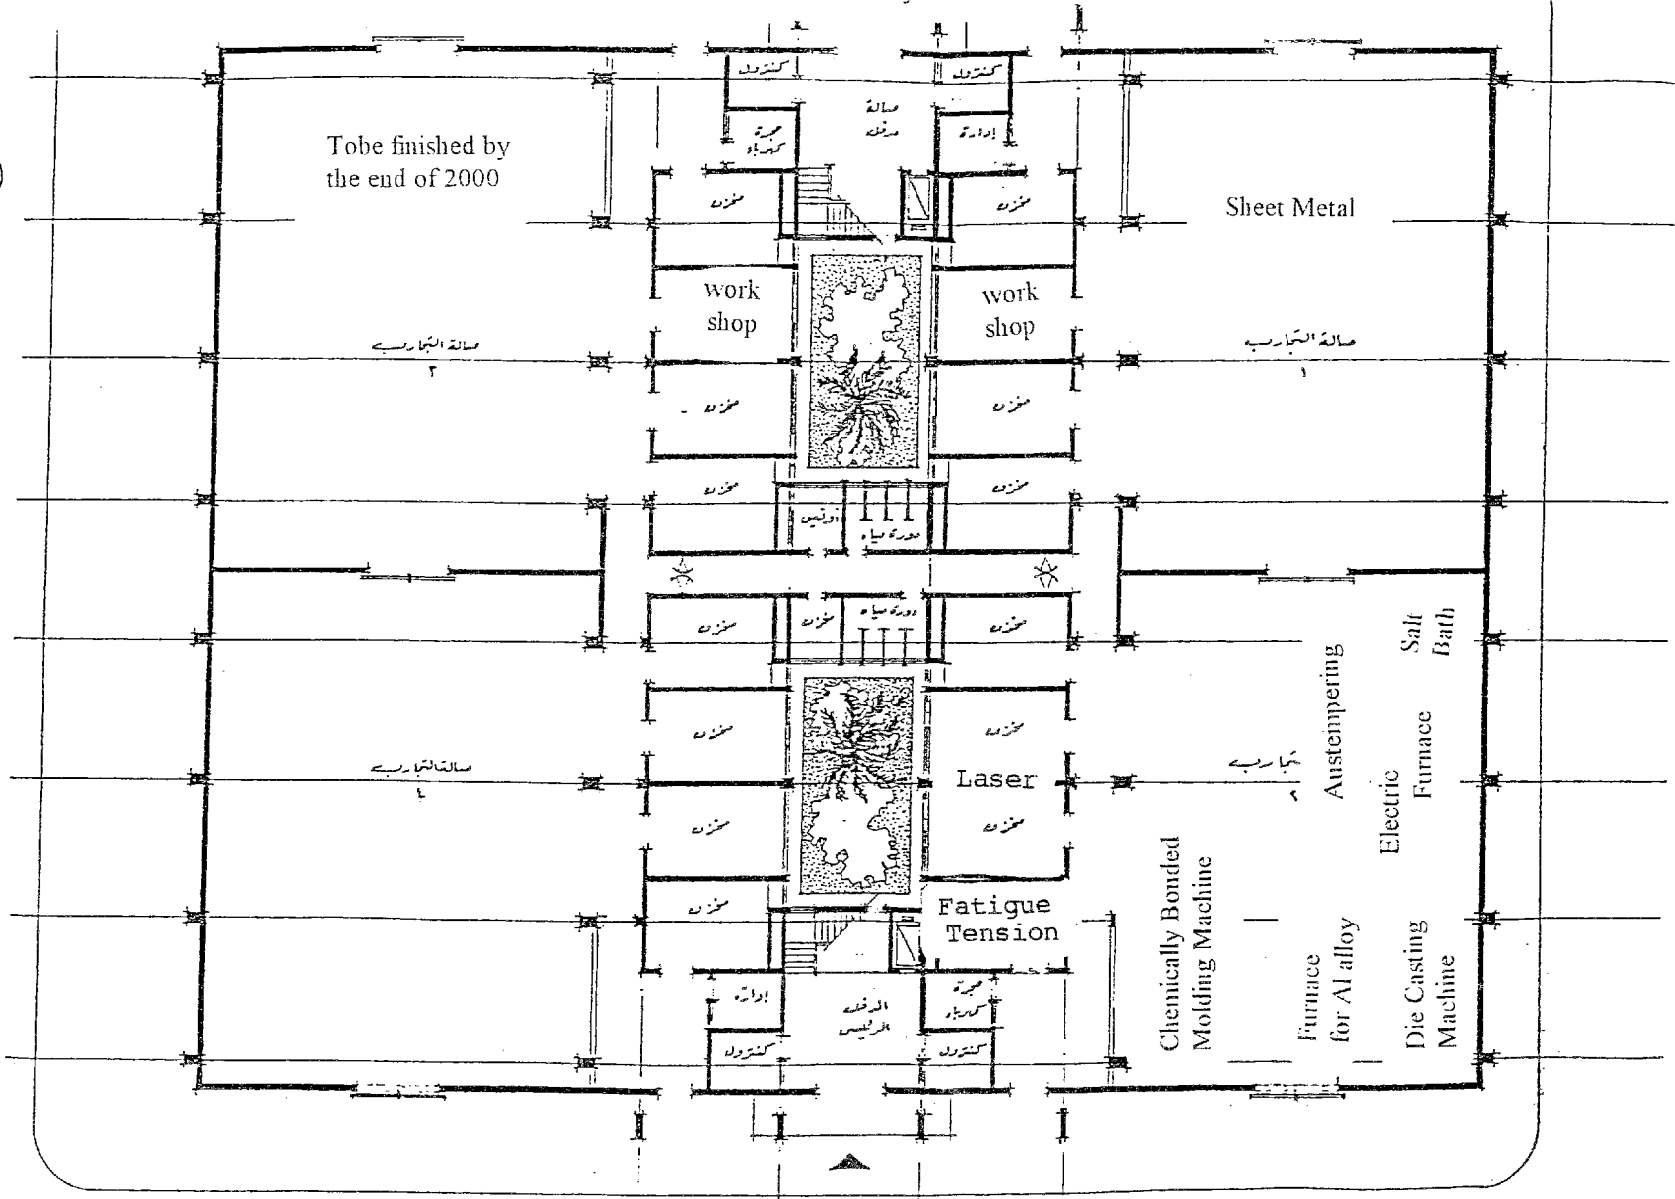 كنترول
كنترول
صالة
مدخل
حجرة
كهرباء
إدارة
Tobe finished by
the end of 2000
مخزن
مخزن
Sheet Metal
work
shop
work
shop
صالة التجارب
٢
صالة التجارب
١
مخزن
مخزن
مخزن
مخزن
أوفيس
دورة مياه
مخزن
مخزن
دورة مياه
مخزن
Salt
Bath
Austempering
مخزن
مخزن
Electric
Furnace
صالة التجارب
٤
Laser
تجارب
مخزن
مخزن
مخزن
Fatigue
Tension
Chemically Bonded
Molding Machine
Furnace
for Al alloy
Die Casting
Machine
إدارة
المدخل
الرئيسى
حجرة
كهرباء
كنترول
كنترول